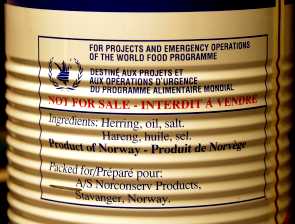 FOR PROJECTS AND EMERGENCY OPERATIONS
OF THE WORLD FOOD PROGRAMME
DESTINÉ AUX PROJETS ET
AUX OPÉRATIONS D'URGENCE
DU PROGRAMME ALIMENTAIRE MONDIAL
NOT FOR SALE - INTERDIT À VENDRE
Ingredients: Herring, oil, salt.
Hareng, huile, sel.
Product of Norway - Produit de Norvège
Packed for/Préparé pour:
A/S Norconserv Products,
Stavanger, Norway.